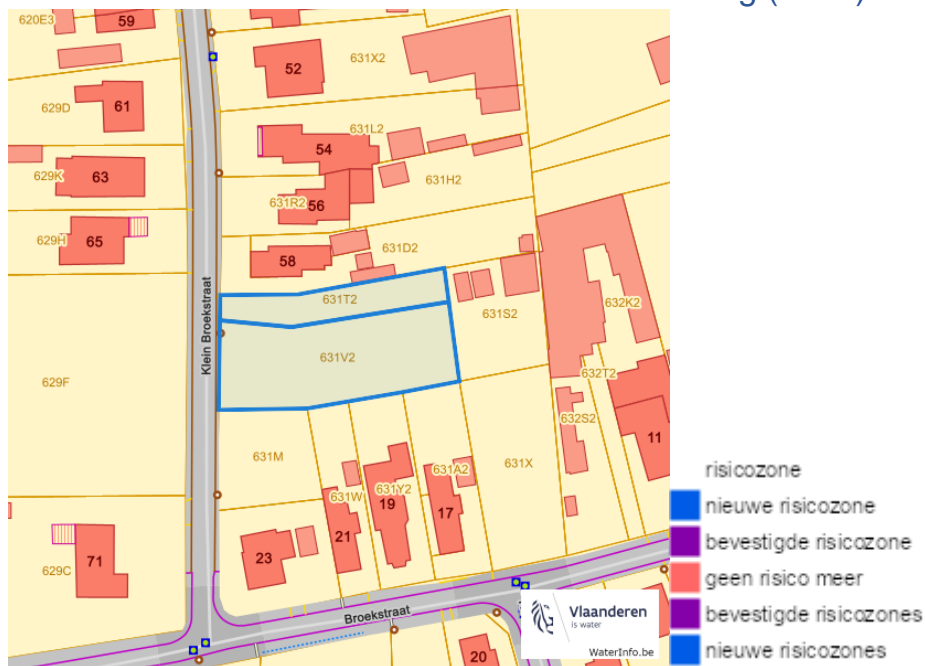 620E3
59
52
631X2
629D
61
631L2
54
629K
63
631H2
631R2
56
629H
65
631D2
58
631T2
631S2
632K2
Klein Broekstraat
631V2
629F
632T2
632S2
11
631M
631W
631Y2
631A2
631X
19
17
21
23
629C
71
Broekstraat
20
Vlaanderen
is water
WaterInfo.be
risicozone
nieuwe risicozone
bevestigde risicozone
geen risico meer
bevestigde risicozones
nieuwe risicozones